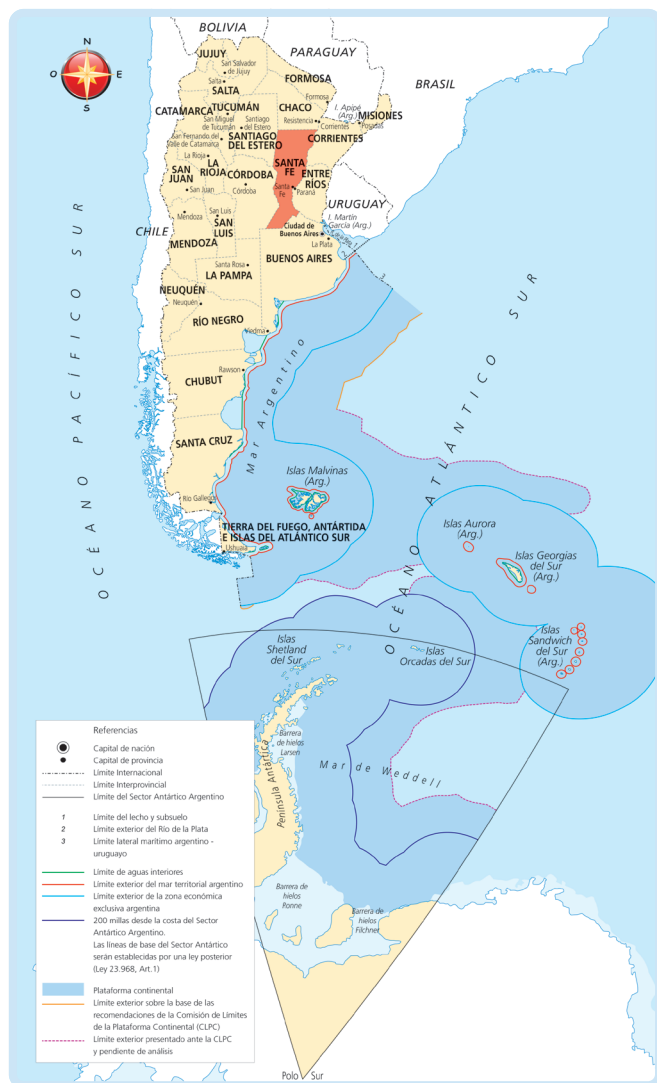 BOLIVIA
PARAGUAY
BRASIL
N
O
E
S
JUJUY
San Salvador
de Jujuy
Salta
SALTA
FORMOSA
Formosa
CATAMARCA
TUCUMÁN
CHACO
I. Apipé
(Arg.)
MISIONES
San Miguel
de Tucumán
Santiago
del Estero
Resistencia
Corrientes
Posadas
San Fernando del
Valle de Catamarca
SANTIAGO
DEL ESTERO
CORRIENTES
La Rioja
LA
RIOJA
SAN
JUAN
San Juan
CÓRDOBA
Córdoba
SANTA
FE
Santa
Fe
ENTRE
RÍOS
Paraná
URUGUAY
I. Martín
García (Arg.)
Mendoza
San Luis
SAN
LUIS
CHILE
MENDOZA
Ciudad de
Buenos Aires
Río de la Plata
1
2
3
La Plata
BUENOS AIRES
Santa Rosa
LA PAMPA
NEUQUÉN
Neuquén
RÍO NEGRO
Viedma
Rawson
CHUBUT
SANTA CRUZ
Río Gallegos
Mar Argentino
OCÉANO PACÍFICO SUR
OCÉANO ATLÁNTICO SUR
Islas Malvinas
(Arg.)
TIERRA DEL FUEGO, ANTÁRTIDA
E ISLAS DEL ATLÁNTICO SUR
Ushuaia
Islas Aurora
(Arg.)
Islas Georgias
del Sur
(Arg.)
Islas
Sandwich
del Sur
(Arg.)
Islas
Shetland
del Sur
Islas
Orcadas del Sur
Barrera
de hielos
Larsen
Península Antártica
Mar de Weddell
Barrera de
hielos
Ronne
Barrera de
hielos
Filchner
Polo Sur
Referencias
Capital de nación
Capital de provincia
Límite Internacional
Límite Interprovincial
Límite del Sector Antártico Argentino
1 Límite del lecho y subsuelo
2 Límite exterior del Río de la Plata
3 Límite lateral marítimo argentino -
uruguayo
Límite de aguas interiores
Límite exterior del mar territorial argentino
Límite exterior de la zona económica
exclusiva argentina
200 millas desde la costa del Sector
Antártico Argentino.
Las líneas de base del Sector Antártico
serán establecidas por una ley posterior
(Ley 23.968, Art.1)
Plataforma continental
Límite exterior sobre la base de las
recomendaciones de la Comisión de Límites
de la Plataforma Continental (CLPC)
Límite exterior presentado ante la CLPC
y pendiente de análisis